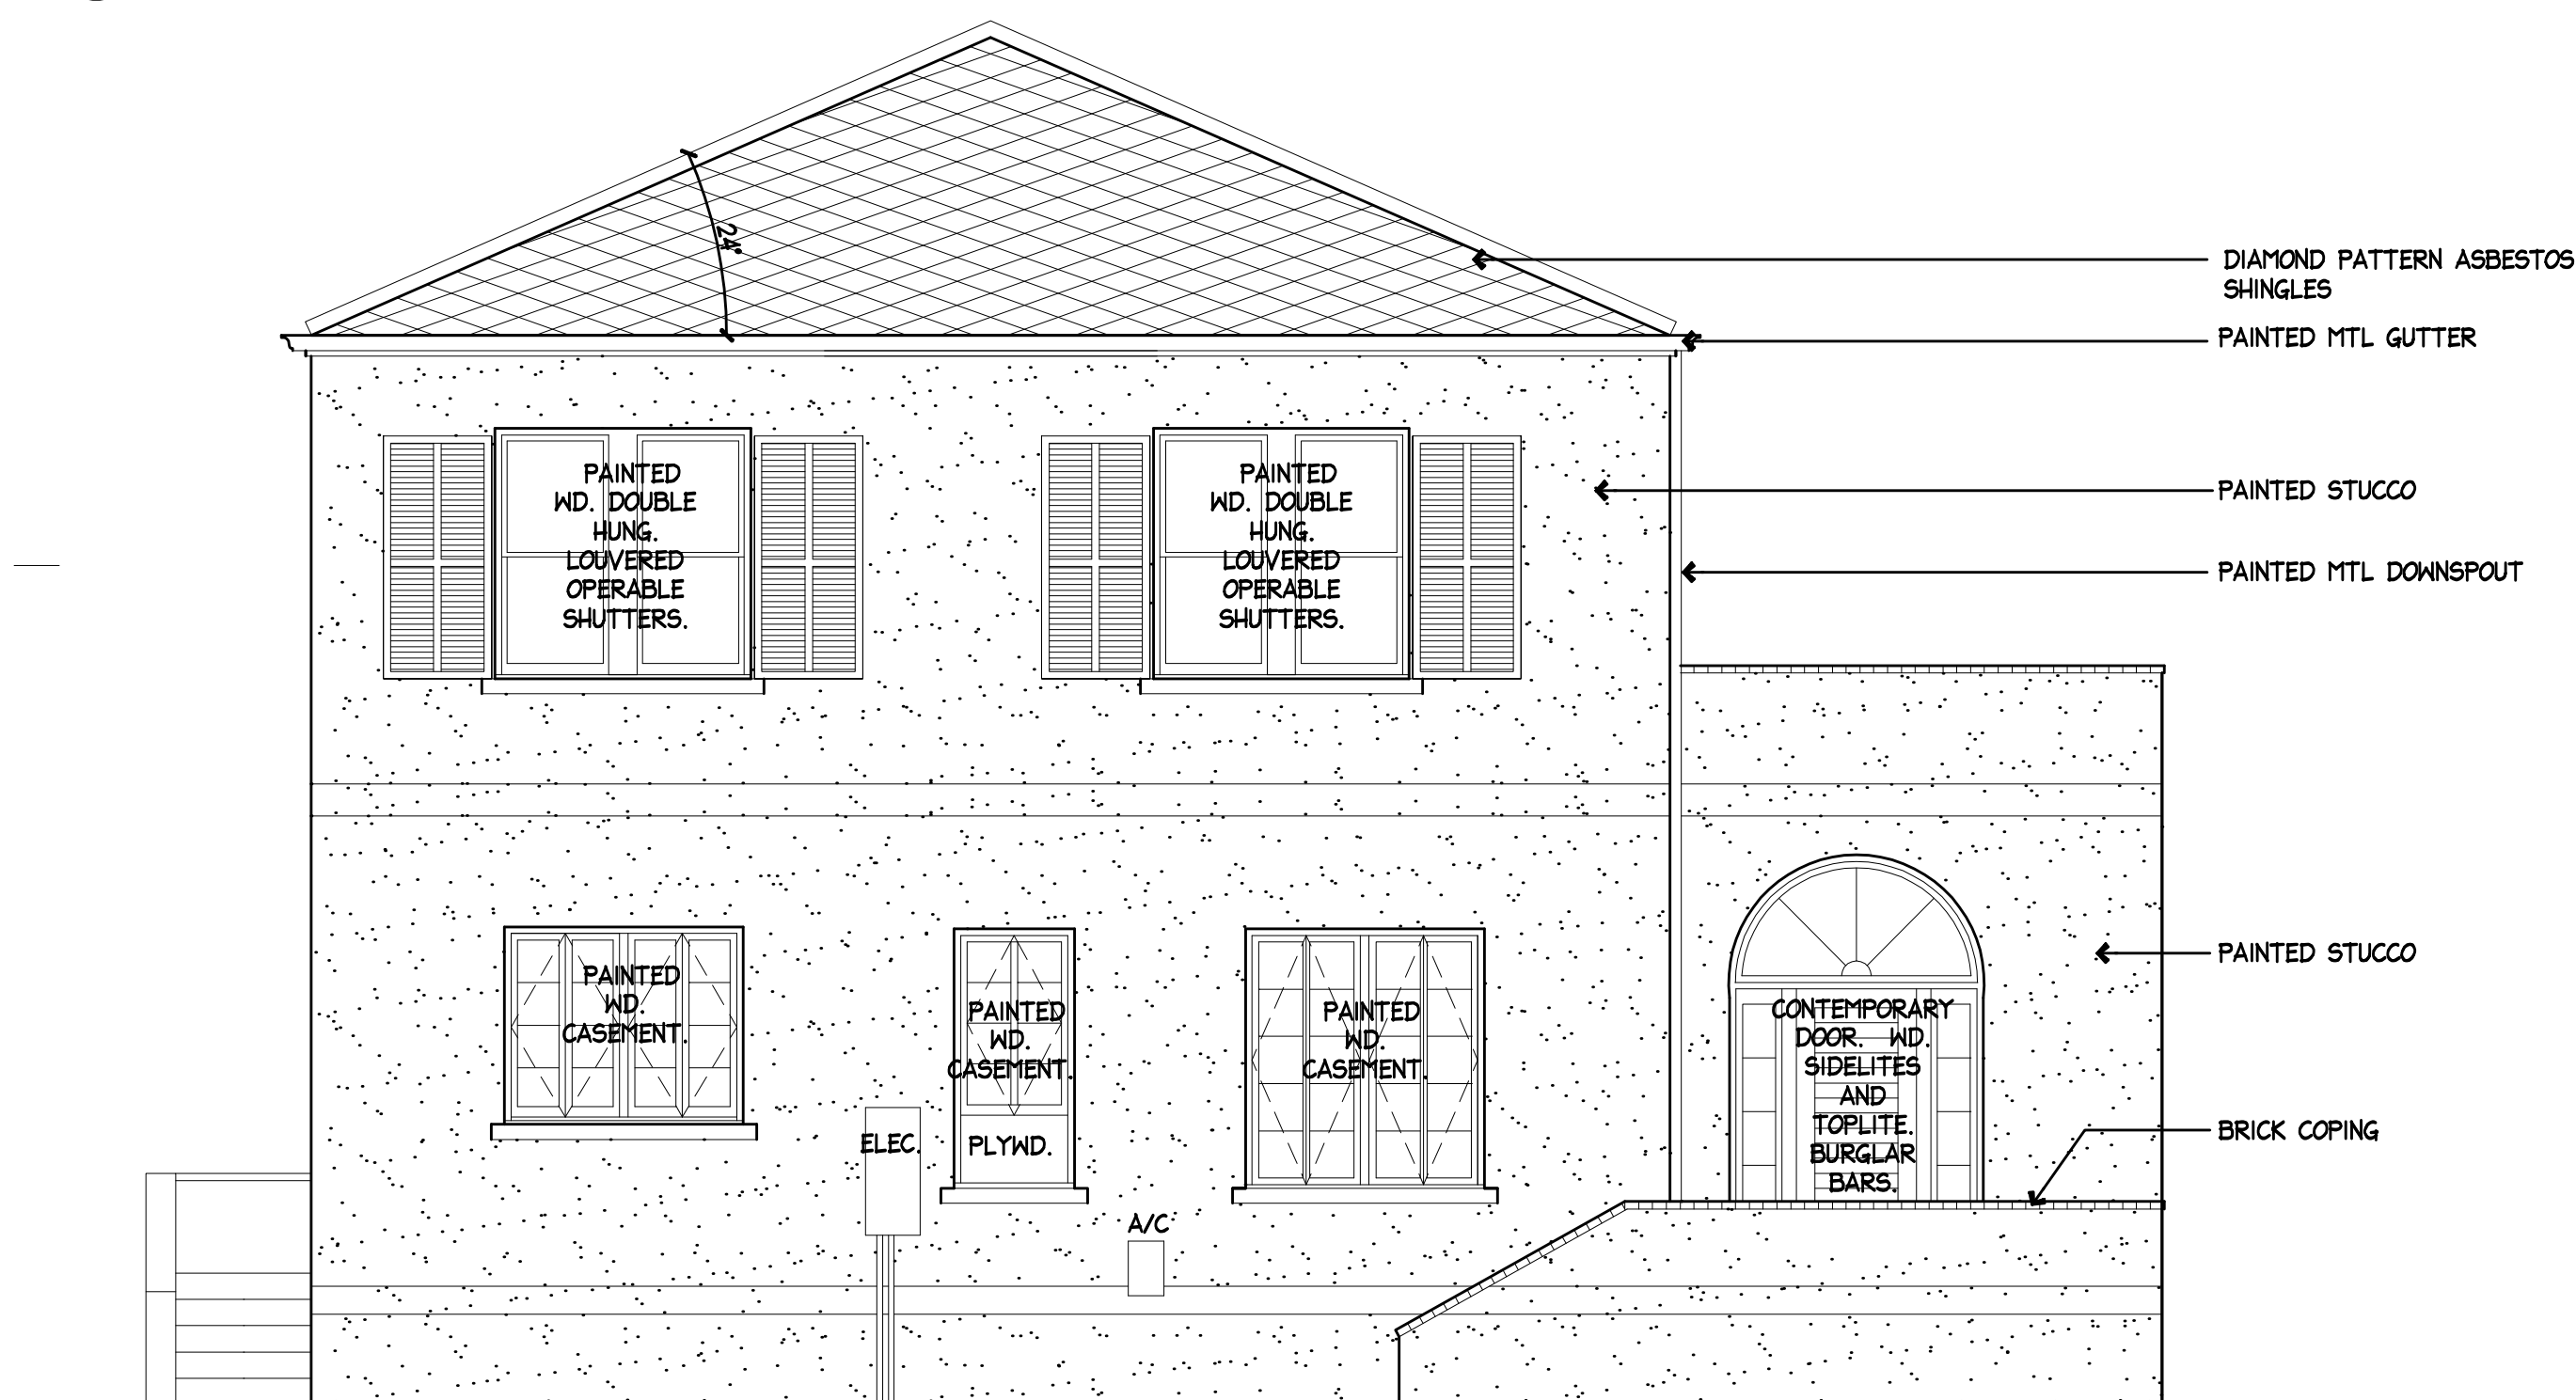 24°
DIAMOND PATTERN ASBESTOS
SHINGLES
PAINTED MTL GUTTER
PAINTED
WD. DOUBLE
HUNG.
LOUVERED
OPERABLE
SHUTTERS.
PAINTED
WD. DOUBLE
HUNG.
LOUVERED
OPERABLE
SHUTTERS.
PAINTED STUCCO
PAINTED MTL DOWNSPOUT
PAINTED
WD.
CASEMENT.
PAINTED
WD.
CASEMENT.
PLYWD.
PAINTED
WD.
CASEMENT.
CONTEMPORARY
DOOR. WD.
SIDELITES
AND
TOPLITE.
BURGLAR
BARS.
PAINTED STUCCO
BRICK COPING
ELEC.
A/C